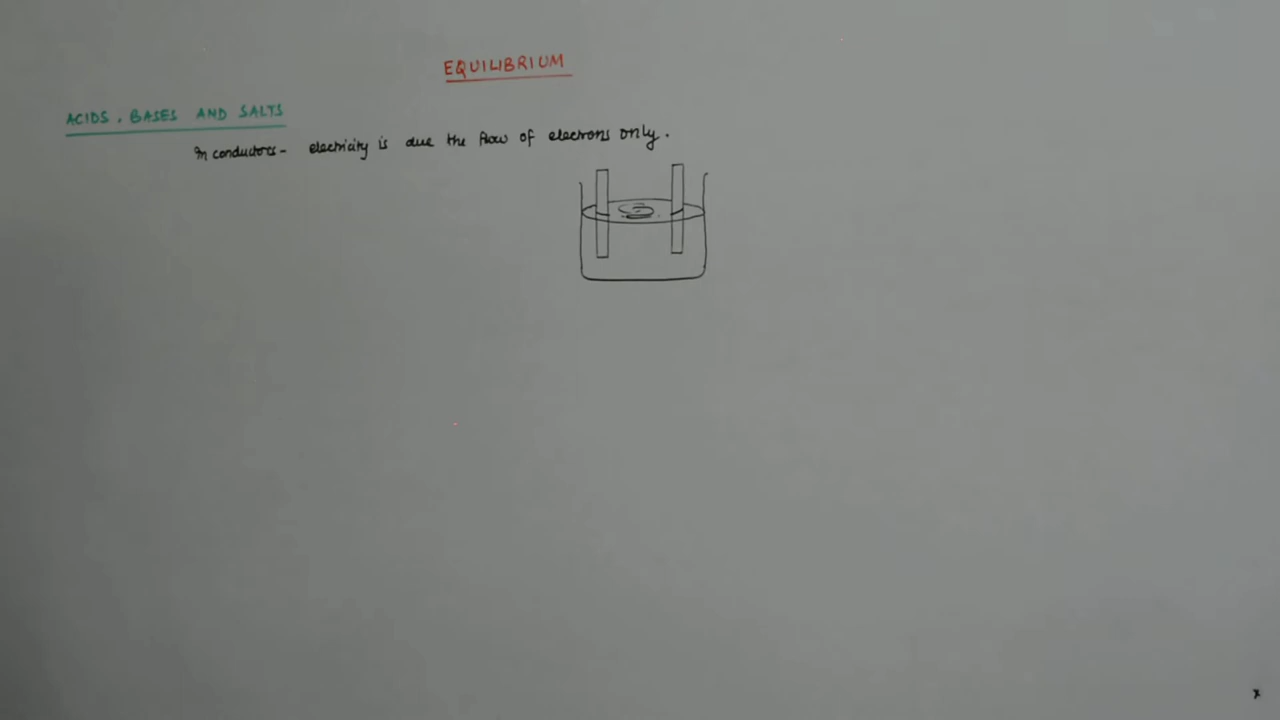 EQUILIBRIUM
ACIDS, BASES AND SALTS
In conductors - electricity is due the flow of electrons only.
x